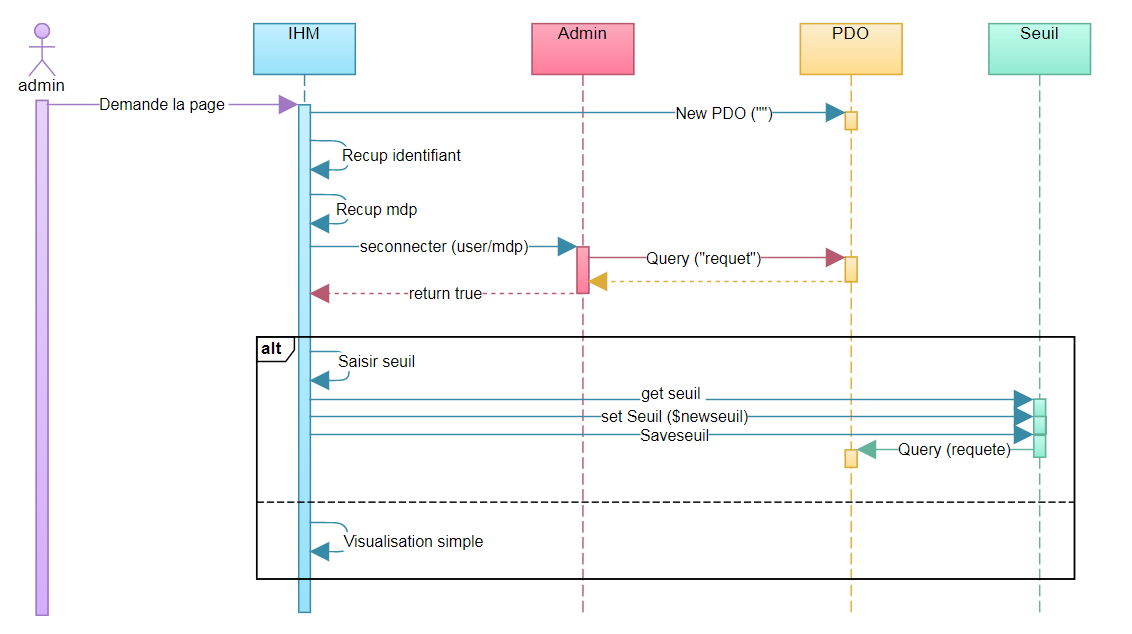 IHM
Admin
PDO
Seuil
admin
Demande la page
New PDO ("")
Recup identifiant
Recup mdp
seconnecter (user/mdp)
Query ("requet")
return true
alt
Saisir seuil
get seuil
set Seuil ($newseuil)
Saveseuil
Query (requete)
Visualisation simple